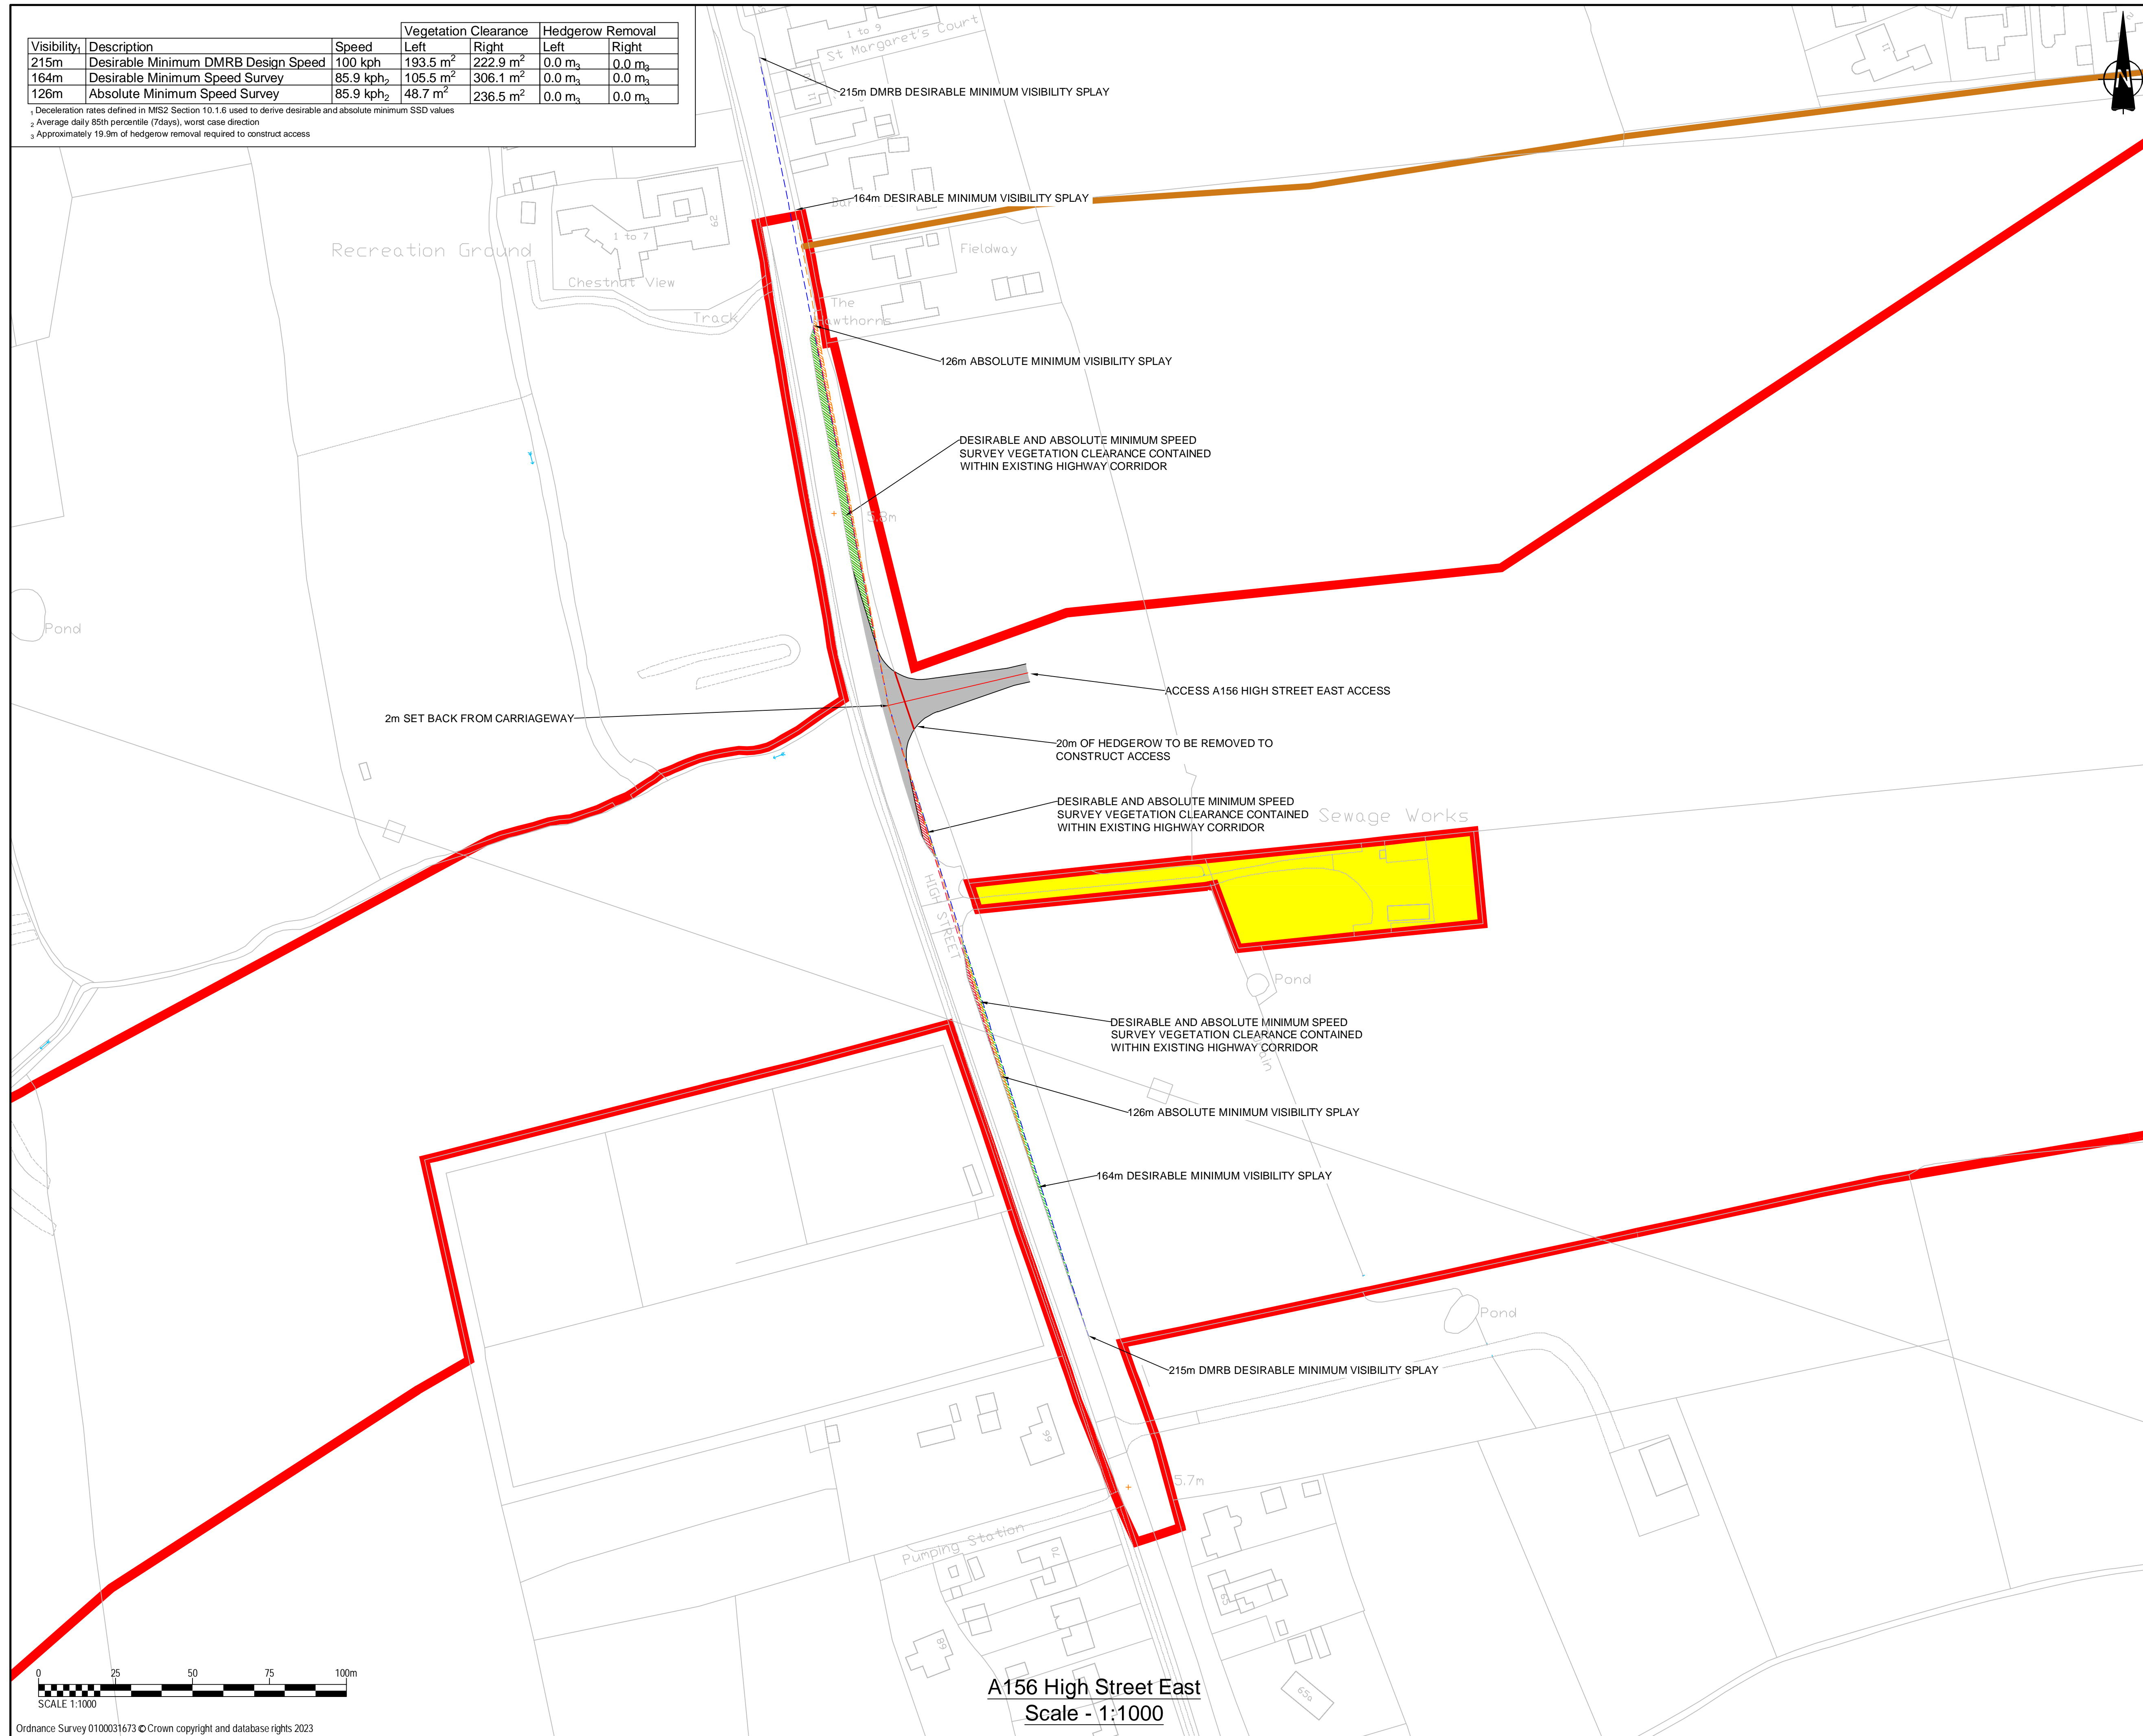 Vegetation Clearance Hedgerow Removal
Visibility₁ Description Speed Left Right Left Right
215m Desirable Minimum DMRB Design Speed 100 kph 193.5 m² 222.9 m² 0.0 m₃ 0.0 m₃
164m Desirable Minimum Speed Survey 85.9 kph₂ 105.5 m² 306.1 m² 0.0 m₃ 0.0 m₃
126m Absolute Minimum Speed Survey 85.9 kph₂ 48.7 m² 236.5 m² 0.0 m₃ 0.0 m₃
₁ Deceleration rates defined in MfS2 Section 10.1.6 used to derive desirable and absolute minimum SSD values
₂ Average daily 85th percentile (7days), worst case direction
₃ Approximately 19.9m of hedgerow removal required to construct access
1 to 9
St Margaret's Court
11
11
N
215m DMRB DESIRABLE MINIMUM VISIBILITY SPLAY
164m DESIRABLE MINIMUM VISIBILITY SPLAY
62
1 to 7
Recreation Ground
Chestnut View
Track
Fieldway
The
126m ABSOLUTE MINIMUM VISIBILITY SPLAY
DESIRABLE AND ABSOLUTE MINIMUM SPEED
SURVEY VEGETATION CLEARANCE CONTAINED
WITHIN EXISTING HIGHWAY CORRIDOR
Pond
ACCESS A156 HIGH STREET EAST ACCESS
2m SET BACK FROM CARRIAGEWAY
20m OF HEDGEROW TO BE REMOVED TO
CONSTRUCT ACCESS
DESIRABLE AND ABSOLUTE MINIMUM SPEED
SURVEY VEGETATION CLEARANCE CONTAINED
WITHIN EXISTING HIGHWAY CORRIDOR
Sewage Works
HIGH STREET
Pond
DESIRABLE AND ABSOLUTE MINIMUM SPEED
SURVEY VEGETATION CLEARANCE CONTAINED
WITHIN EXISTING HIGHWAY CORRIDOR
126m ABSOLUTE MINIMUM VISIBILITY SPLAY
164m DESIRABLE MINIMUM VISIBILITY SPLAY
Pond
215m DMRB DESIRABLE MINIMUM VISIBILITY SPLAY
5.7m
Pumping Station
70
65a
0 25 50 75 100m
SCALE 1:1000
A156 High Street East
Scale - 1:1000
Ordnance Survey 0100031673 © Crown copyright and database rights 2023